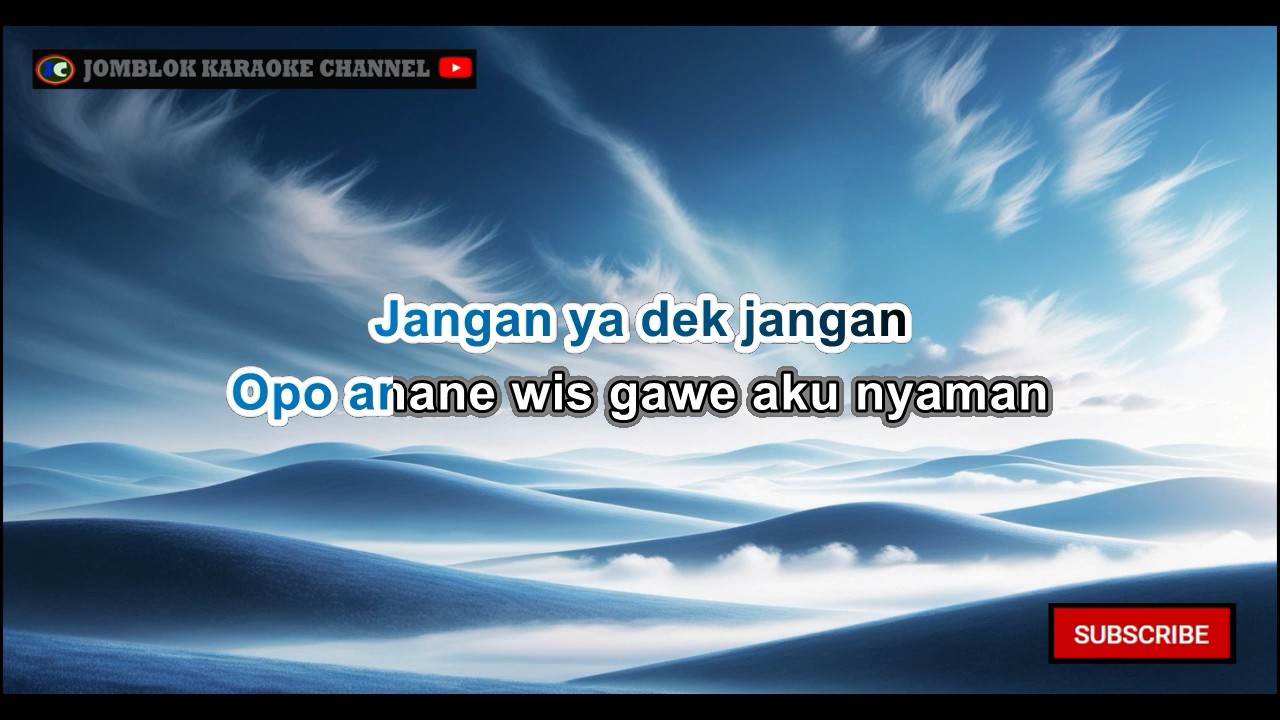 JOMBLOK KARAOKE CHANNEL
Jangan ya dek jangan
Opo anane wis gawe aku nyaman
SUBSCRIBE